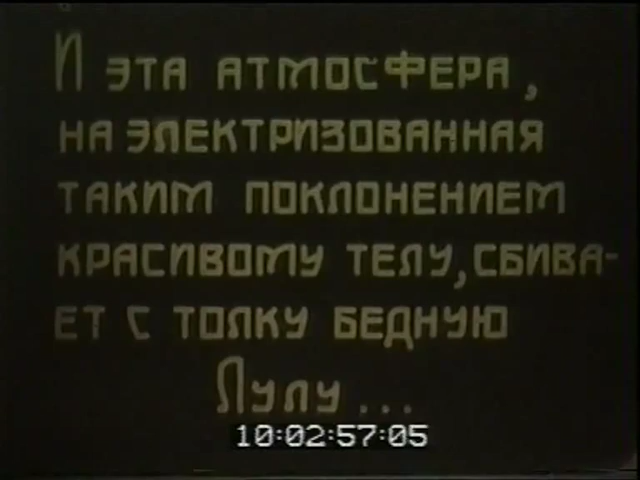 И ЭТА АТМОСФЕРА,
НА ЭЛЕКТРИЗОВАННАЯ
ТАКИМ ПОКЛОНЕНИЕМ
КРАСИВОМУ ТЕЛУ, СБИВА-
ЕТ С ТОЛКУ БЕДНУЮ
Лулу...
10:02:57:05